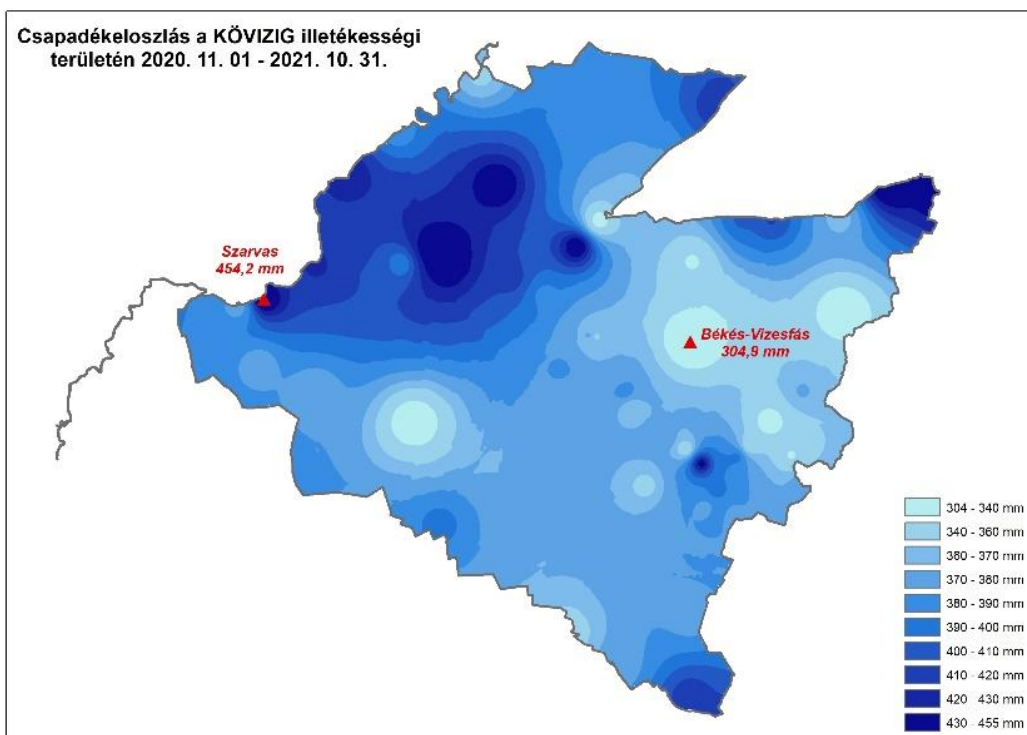 Csapadékeloszlás a KÖVIZIG illetékességi
területén 2020. 11. 01 - 2021. 10. 31.
Szarvas
454,2 mm
Békés-Vizesfás
304,9 mm
304 - 340 mm
340 - 360 mm
380 - 370 mm
370 - 380 mm
380 - 390 mm
390 - 400 mm
400 - 410 mm
410 - 420 mm
420 - 430 mm
430 - 455 mm